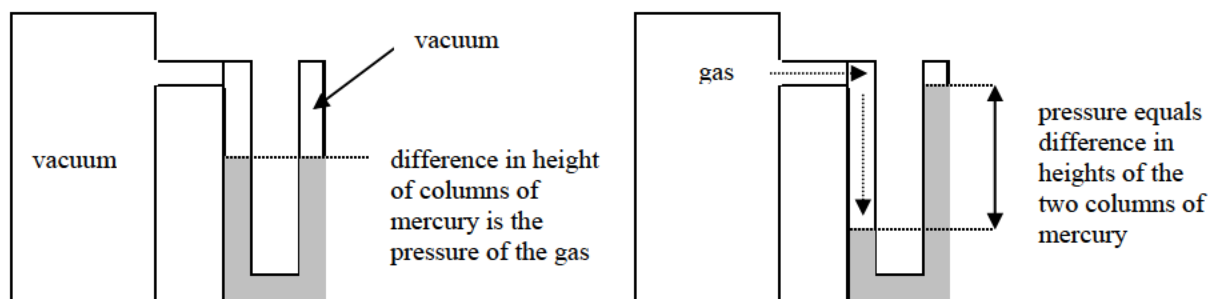 vacuum
vacuum
difference in height
of columns of
mercury is the
pressure of the gas
gas
pressure equals
difference in
heights of the
two columns of
mercury